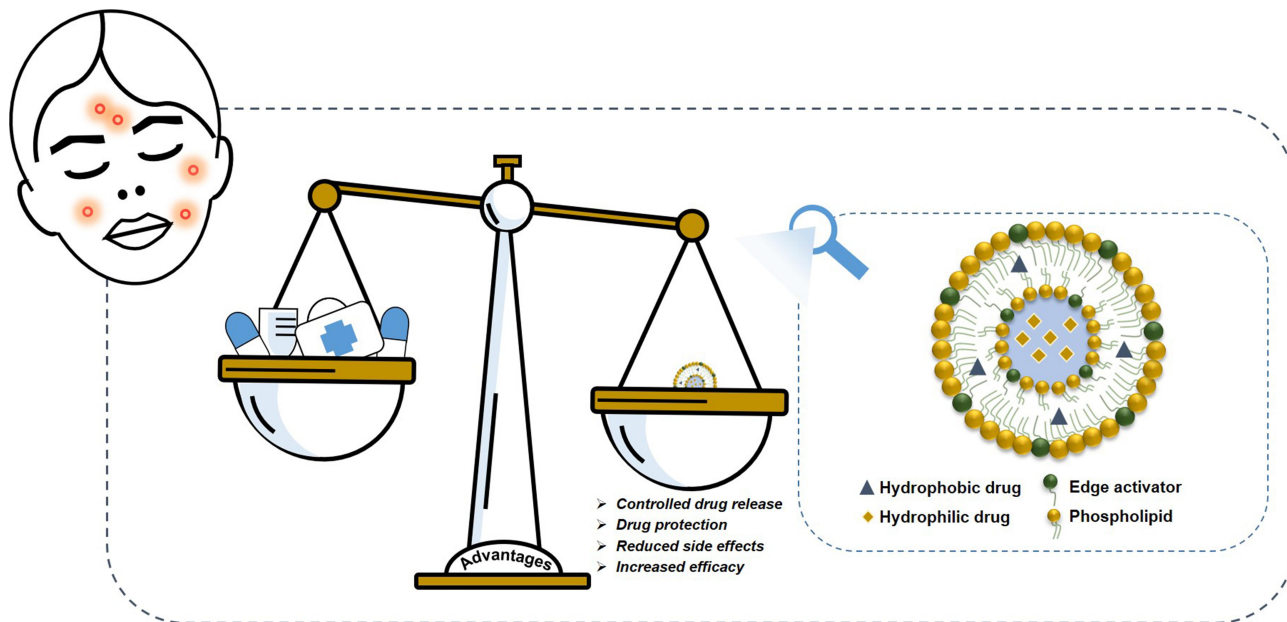 Advantages
➢ Controlled drug release
➢ Drug protection
➢ Reduced side effects
➢ Increased efficacy
Hydrophobic drug
Edge activator
Hydrophilic drug
Phospholipid